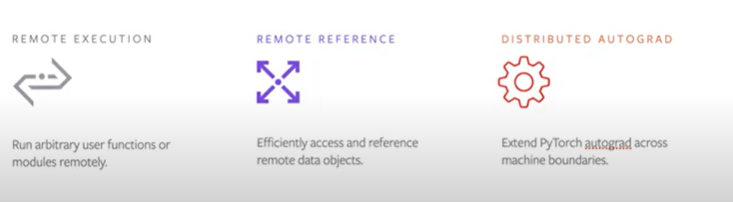 REMOTE EXECUTION
Run arbitrary user functions or
modules remotely.
REMOTE REFERENCE
Efficiently access and reference
remote data objects.
DISTRIBUTED AUTOGRAD
Extend PyTorch autograd across
machine boundaries.